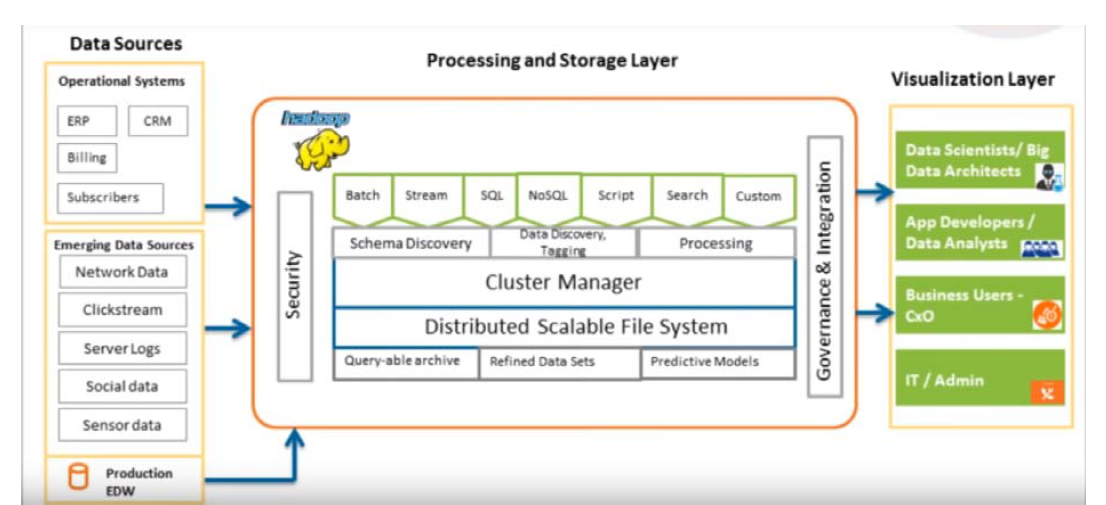 Data Sources
Processing and Storage Layer
Visualization Layer
Operational Systems
ERP
CRM
Billing
Subscribers
Emerging Data Sources
Network Data
Clickstream
Server Logs
Social data
Sensor data
Production
EDW
hadoop
Security
Batch
Stream
SQL
NoSQL
Script
Search
Custom
Schema Discovery
Data Discovery,
Tagging
Processing
Cluster Manager
Distributed Scalable File System
Query-able archive
Refined Data Sets
Predictive Models
Governance & Integration
Data Scientists/ Big
Data Architects
App Developers /
Data Analysts
Business Users -
CxO
IT / Admin